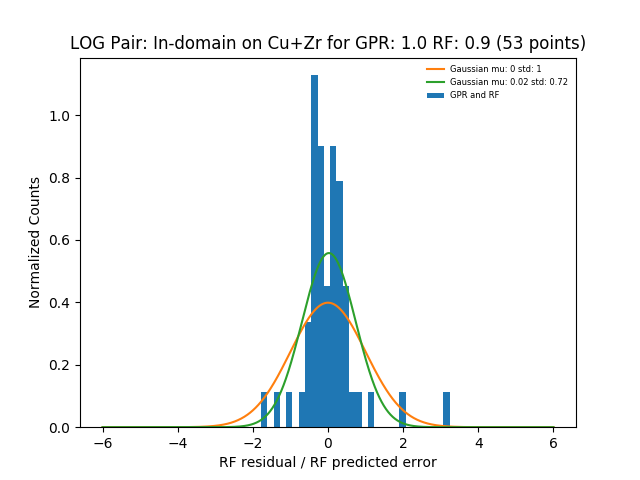 LOG Pair: In-domain on Cu+Zr for GPR: 1.0 RF: 0.9 (53 points)
Gaussian mu: 0 std: 1
Gaussian mu: 0.02 std: 0.72
GPR and RF
Normalized Counts
1.0
0.8
0.6
0.4
0.2
0.0
−6 −4 −2 0 2 4 6
RF residual / RF predicted error